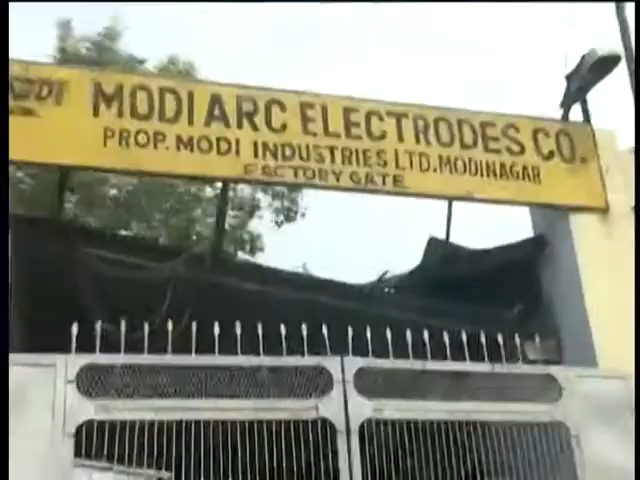 MODI ARC ELECTRODES CO.
PROP. MODI INDUSTRIES LTD. MODINAGAR
FACTORY GATE